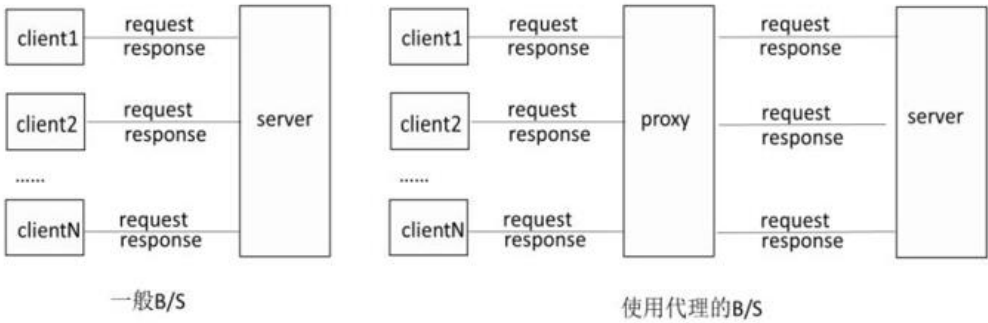 client1
request
response
client2
request
response
......
clientN
request
response
server
一般B/S
client1
request
response
client2
request
response
......
clientN
request
response
proxy
request
response
request
response
request
response
server
使用代理的B/S